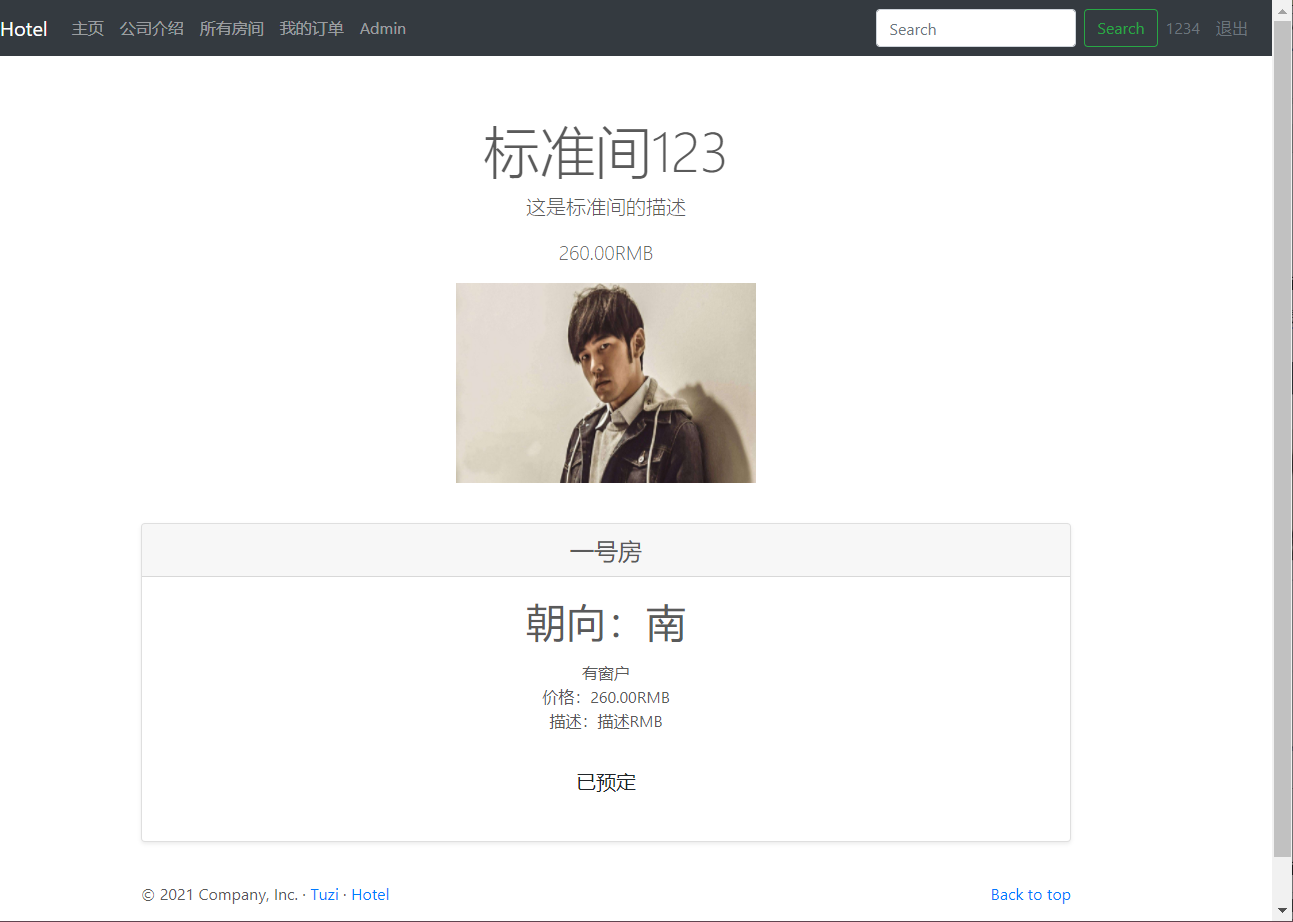 Hotel 主页 公司介绍 所有房间 我的订单 Admin Search Search 1234 退出
标准间123
这是标准间的描述
260.00RMB
一号房
朝向：南
有窗户
价格：260.00RMB
描述：描述RMB
已预定
© 2021 Company, Inc. · Tuzi · Hotel Back to top